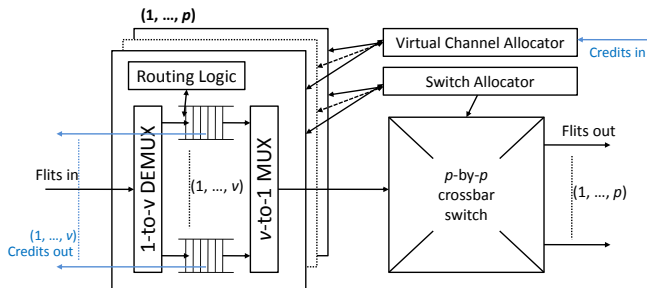 (1, …, p)
Virtual Channel Allocator
Credits in
Routing Logic
Switch Allocator
Flits out
Flits in
1-to-v DEMUX
(1, …, v)
v-to-1 MUX
p-by-p
crossbar
switch
(1, …, p)
(1, …, v)
Credits out